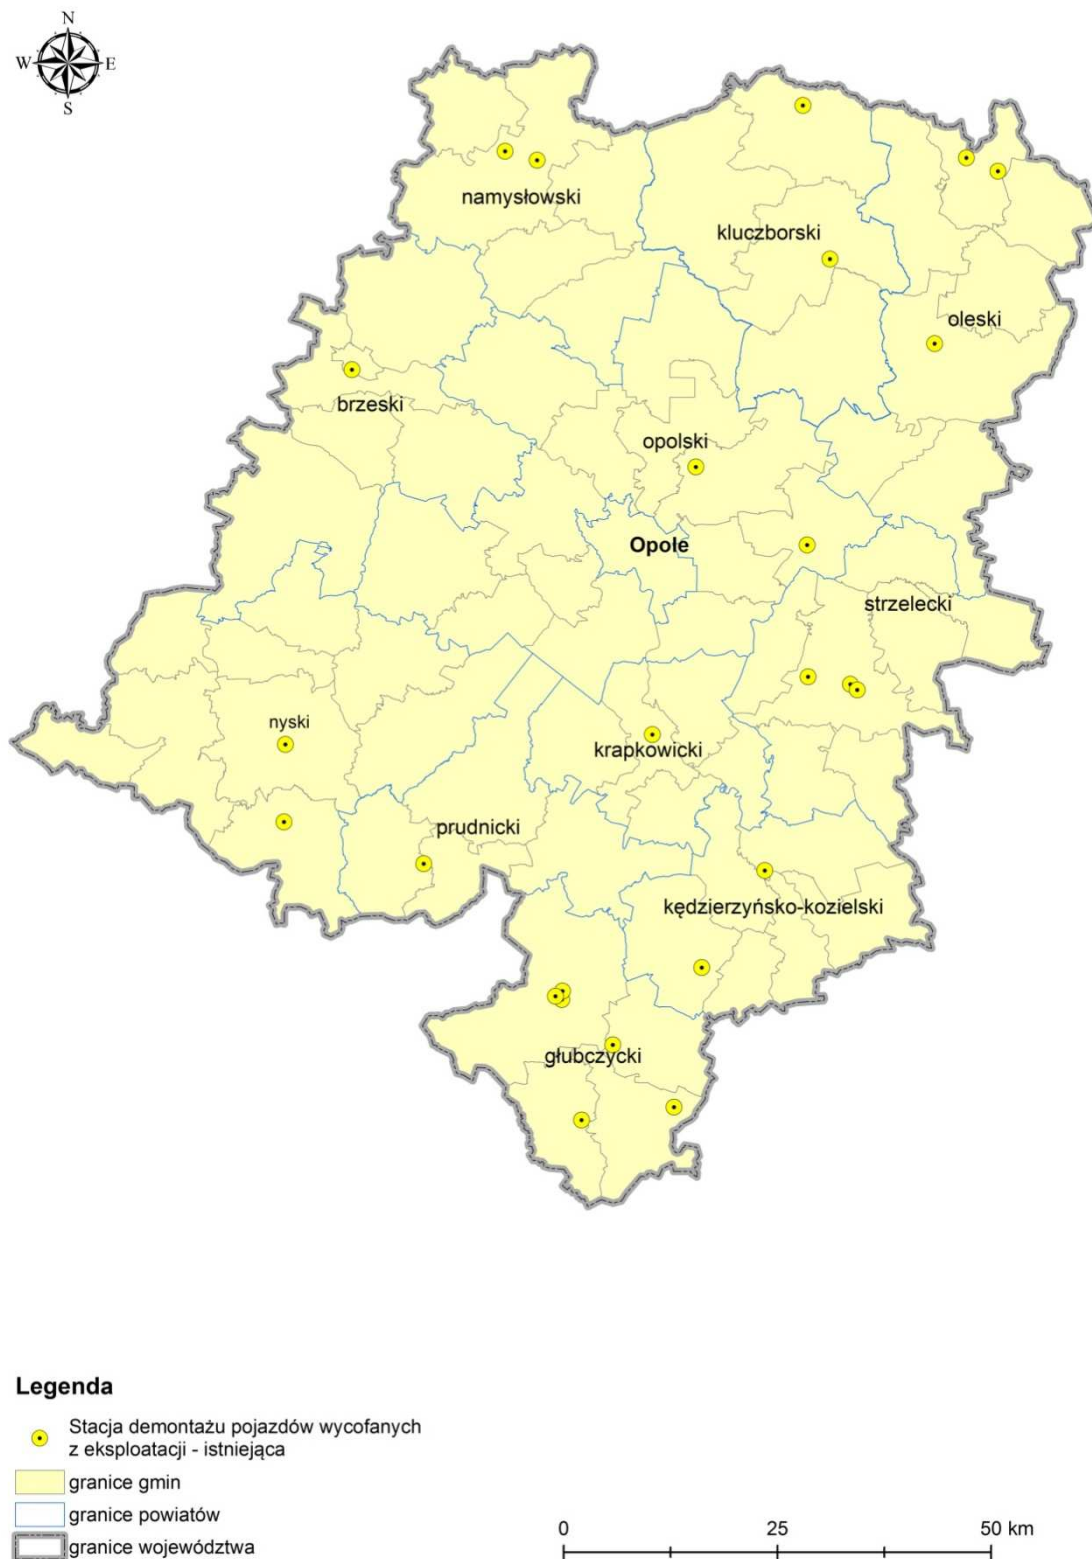 N
W E
S
namysłowski
kluczborski
oleski
brzeski
opolski
Opole
strzelecki
nyski
krapkowicki
prudnicki
kędzierzyńsko-kozielski
głubczycki
Legenda
Stacja demontażu pojazdów wycofanych
z eksploatacji - istniejąca
granice gmin
granice powiatów
granice województwa
0 25 50 km